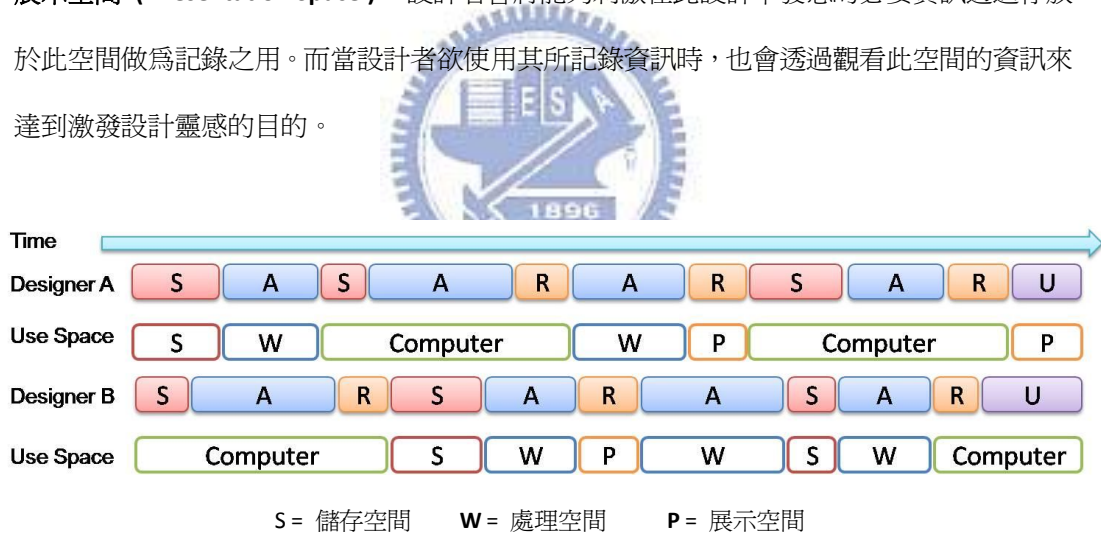 於此空間做為記錄之用。而當設計者欲使用其所記錄資訊時，也會透過觀看此空間的資訊來
達到激發設計靈感的目的。
E S A
1896
Time
Designer A S A S A R A R S A R U
Use Space S W Computer W P Computer P
Designer B S A R S A R A S A R U
Use Space Computer S W P W S W Computer
S = 儲存空間 W = 處理空間 P = 展示空間